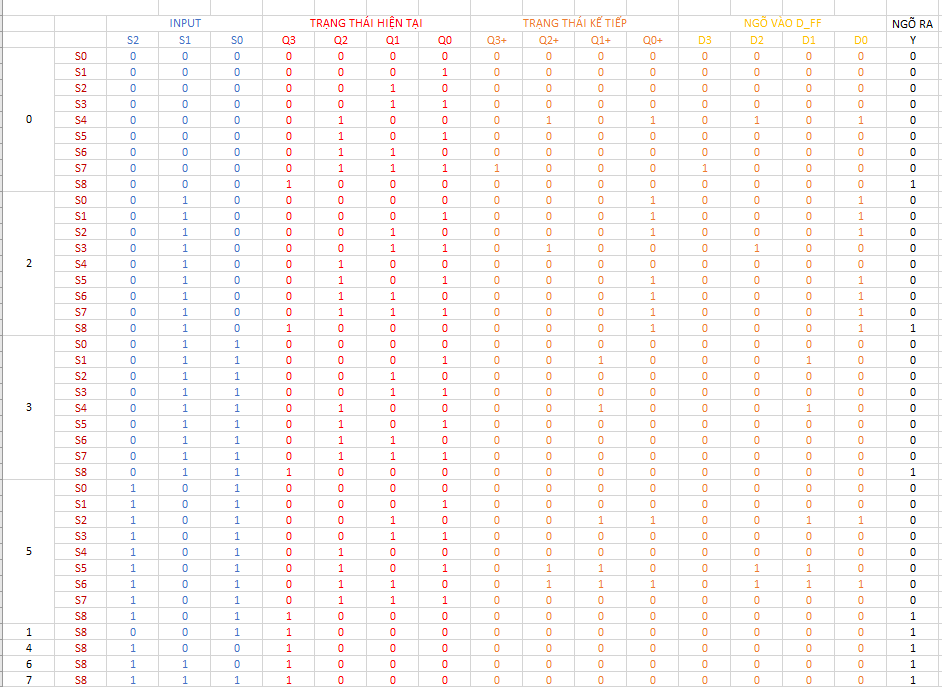 INPUT TRẠNG THÁI HIỆN TẠI TRẠNG THÁI KẾ TIẾP NGÕ VÀO D_FF NGÕ RA
S2 S1 S0 Q3 Q2 Q1 Q0 Q3+ Q2+ Q1+ Q0+ D3 D2 D1 D0 Y
S0 0 0 0 0 0 0 0 0 0 0 0 0 0 0 0 0
S1 0 0 0 0 0 0 1 0 0 0 0 0 0 0 0 0
S2 0 0 0 0 0 1 0 0 0 0 0 0 0 0 0 0
S3 0 0 0 0 0 1 1 0 0 0 0 0 0 0 0 0
0 S4 0 0 0 0 1 0 0 0 1 0 1 0 1 0 1 0
S5 0 0 0 0 1 0 1 0 0 0 0 0 0 0 0 0
S6 0 0 0 0 1 1 0 0 0 0 0 0 0 0 0 0
S7 0 0 0 0 1 1 1 1 0 0 0 1 0 0 0 0
S8 0 0 0 1 0 0 0 0 0 0 0 0 0 0 0 1
S0 0 1 0 0 0 0 0 0 0 0 1 0 0 0 1 0
S1 0 1 0 0 0 0 1 0 0 0 1 0 0 0 1 0
S2 0 1 0 0 0 1 0 0 0 0 1 0 0 0 1 0
S3 0 1 0 0 0 1 1 0 1 0 0 0 1 0 0 0
2 S4 0 1 0 0 1 0 0 0 0 0 0 0 0 0 0 0
S5 0 1 0 0 1 0 1 0 0 0 1 0 0 0 1 0
S6 0 1 0 0 1 1 0 0 0 0 1 0 0 0 1 0
S7 0 1 0 0 1 1 1 0 0 0 1 0 0 0 1 0
S8 0 1 0 1 0 0 0 0 0 0 1 0 0 0 1 1
S0 0 1 1 0 0 0 0 0 0 0 0 0 0 0 0 0
S1 0 1 1 0 0 0 1 0 0 1 0 0 0 1 0 0
S2 0 1 1 0 0 1 0 0 0 0 0 0 0 0 0 0
S3 0 1 1 0 0 1 1 0 0 0 0 0 0 0 0 0
3 S4 0 1 1 0 1 0 0 0 0 1 0 0 0 1 0 0
S5 0 1 1 0 1 0 1 0 0 0 0 0 0 0 0 0
S6 0 1 1 0 1 1 0 0 0 0 0 0 0 0 0 0
S7 0 1 1 0 1 1 1 0 0 0 0 0 0 0 0 0
S8 0 1 1 1 0 0 0 0 0 0 0 0 0 0 0 1
S0 1 0 1 0 0 0 0 0 0 0 0 0 0 0 0 0
S1 1 0 1 0 0 0 1 0 0 0 0 0 0 0 0 0
S2 1 0 1 0 0 1 0 0 0 1 1 0 0 1 1 0
S3 1 0 1 0 0 1 1 0 0 0 0 0 0 0 0 0
5 S4 1 0 1 0 1 0 0 0 0 0 0 0 0 0 0 0
S5 1 0 1 0 1 0 1 0 1 1 0 0 1 1 0 0
S6 1 0 1 0 1 1 0 0 1 1 1 0 1 1 1 0
S7 1 0 1 0 1 1 1 0 0 0 0 0 0 0 0 0
S8 1 0 1 1 0 0 0 0 0 0 0 0 0 0 0 1
1 S8 0 0 1 1 0 0 0 0 0 0 0 0 0 0 0 1
4 S8 1 0 0 1 0 0 0 0 0 0 0 0 0 0 0 1
6 S8 1 1 0 1 0 0 0 0 0 0 0 0 0 0 0 1
7 S8 1 1 1 1 0 0 0 0 0 0 0 0 0 0 0 1